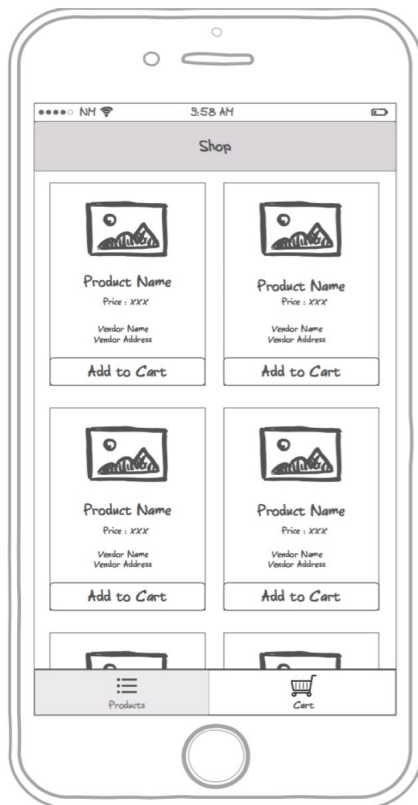 NM 9:58 AM
Shop
Product Name
Price : XXX
Vendor Name
Vendor Address
Add to Cart
Product Name
Price : XXX
Vendor Name
Vendor Address
Add to Cart
Product Name
Price : XXX
Vendor Name
Vendor Address
Add to Cart
Product Name
Price : XXX
Vendor Name
Vendor Address
Add to Cart
Products
Cart